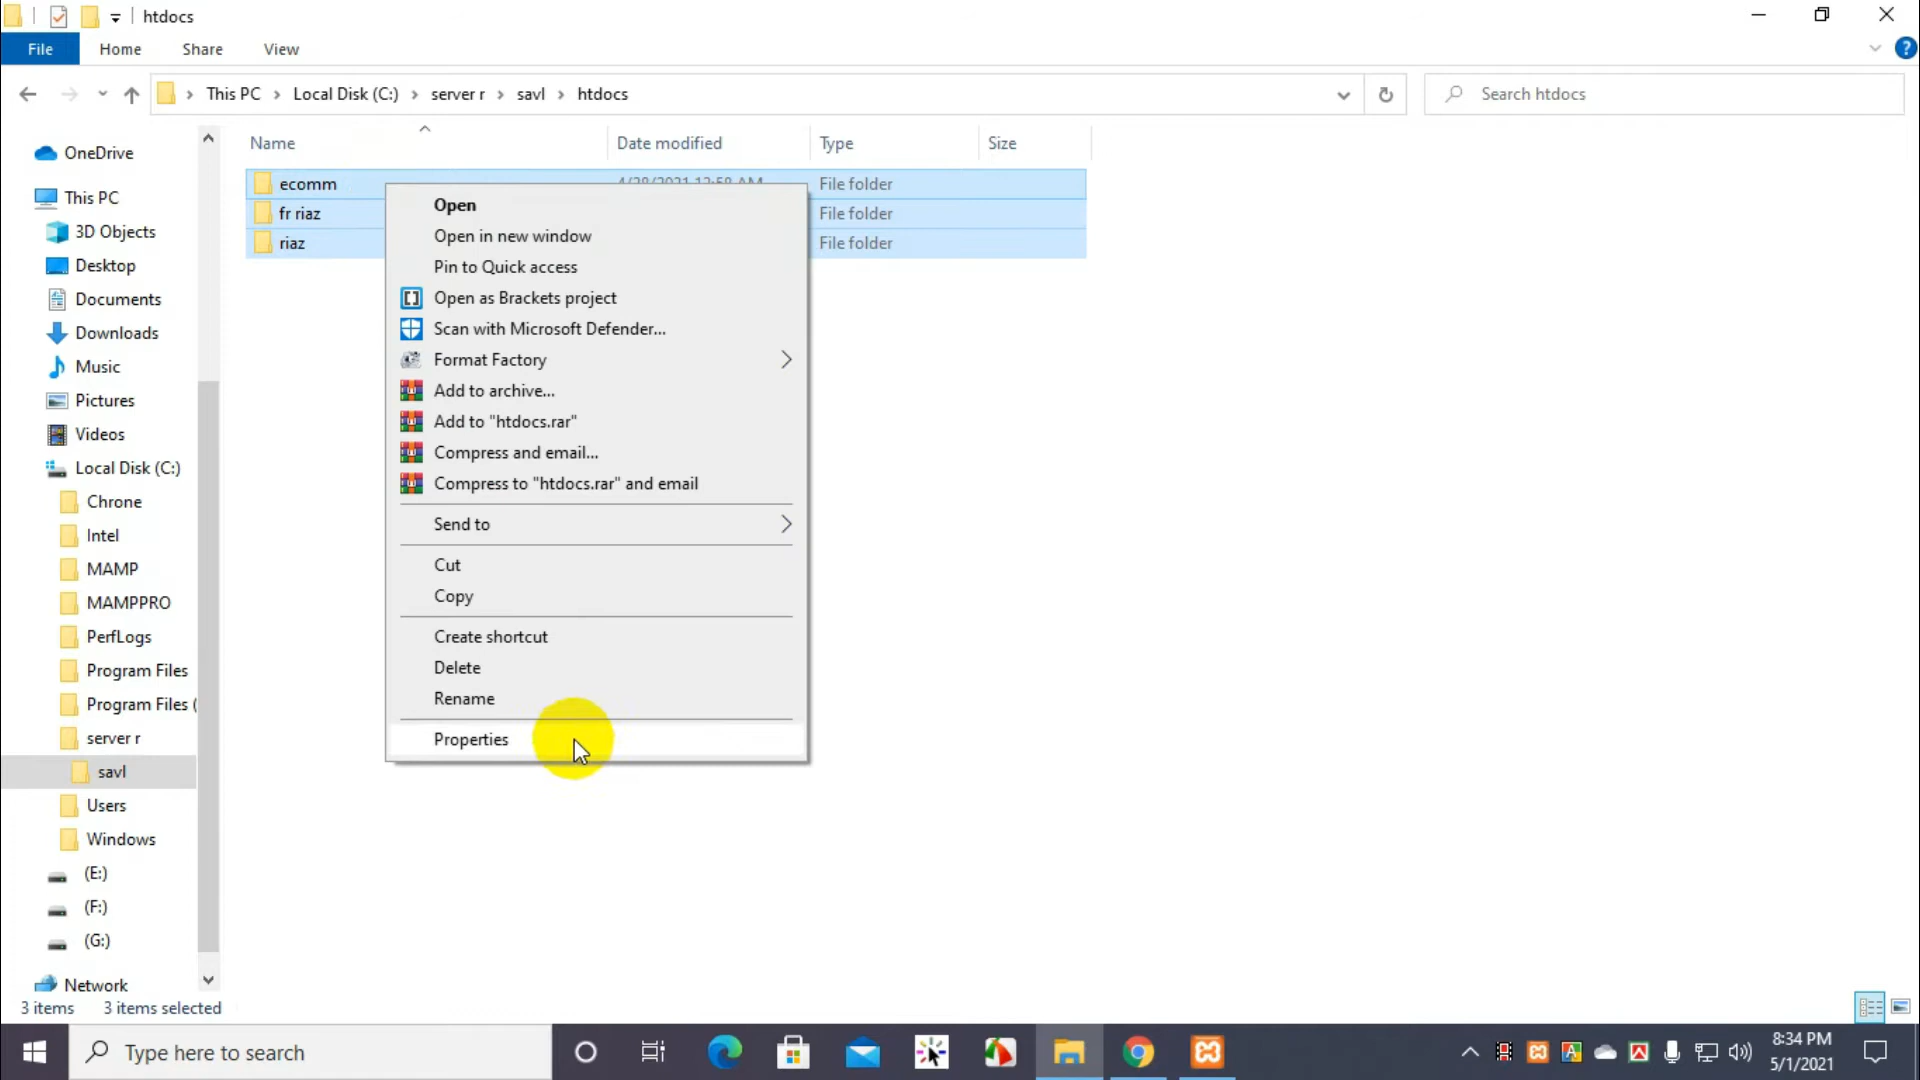 htdocs
File Home Share View
This PC Local Disk (C:) server r savl htdocs
Search htdocs
Name Date modified Type Size
OneDrive
This PC
3D Objects
Desktop
Documents
Downloads
Music
Pictures
Videos
Local Disk (C:)
Chrone
Intel
MAMP
MAMPPRO
PerfLogs
Program Files
Program Files (
server r
savl
Users
Windows
(E:)
(F:)
(G:)
Network
ecomm 4/28/2021 12:58 AM File folder
fr riaz File folder
riaz File folder
Open
Open in new window
Pin to Quick access
Open as Brackets project
Scan with Microsoft Defender...
Format Factory
Add to archive...
Add to "htdocs.rar"
Compress and email...
Compress to "htdocs.rar" and email
Send to
Cut
Copy
Create shortcut
Delete
Rename
Properties
3 items 3 items selected
Type here to search
8:34 PM
5/1/2021